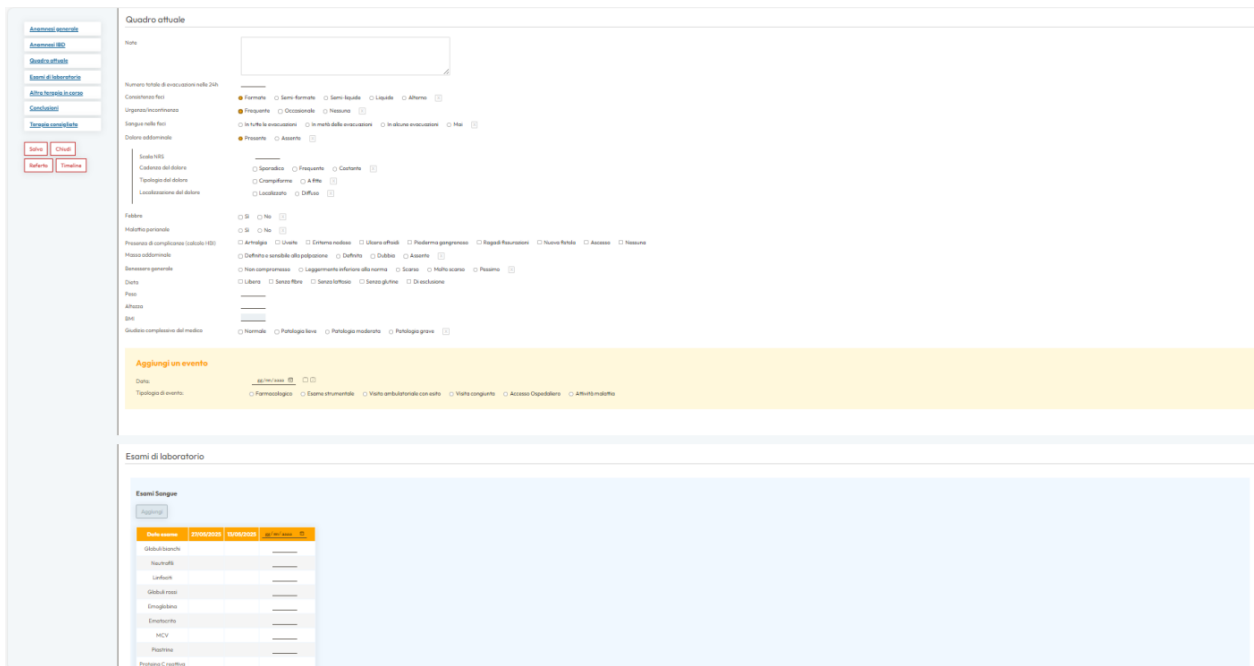 Anamnesi generale
Anamnesi IBD
Quadro attuale
Esami di laboratorio
Altra terapia in corso
Conclusioni
Terapia consigliata
Salva Chiudi
Referto Timeline
Quadro attuale
Note
Numero totale di evacuazioni nelle 24h
Consistenza feci Formate Semi-formate Semi-liquide Liquide Alterno
Urgenza/incontinenza Frequente Occasionale Nessuna
Sangue nelle feci In tutte le evacuazioni In metà delle evacuazioni In alcune evacuazioni Mai
Dolore addominale Presente Assente
Scala NRS
Cadenza del dolore Sporadico Frequente Costante
Tipologia del dolore Crampiforme A fitte
Localizzazione del dolore Localizzato Diffuso
Febbre Sì No
Malattia perianale Sì No
Presenza di complicanze (calcolo HBI) Artralgia Uveite Eritema nodoso Ulcera aftoidi Pioderma gangrenoso Ragadi fissurazioni Nuova fistola Ascesso Nessuna
Massa addominale Definita e sensibile alla palpazione Definita Dubbia Assente
Benessere generale Non compromesso Leggermente inferiore alla norma Scarso Molto scarso Pessimo
Dieta Libera Senza fibre Senza lattosio Senza glutine Di esclusione
Peso
Altezza
BMI
Giudizio complessivo del medico Normale Patologia lieve Patologia moderata Patologia grave
Aggiungi un evento
Data: gg/mm/aaaa
Tipologia di evento: Farmacologico Esame strumentale Visita ambulatoriale con esito Visita congiunta Accesso Ospedaliero Attività malattia
Esami di laboratorio
Esami Sangue
Aggiungi
Data esame 27/05/2025 13/05/2025 gg/mm/aaaa
Globuli bianchi
Neutrofili
Linfociti
Globuli rossi
Emoglobina
Ematocrito
MCV
Piastrine
Proteina C reattiva